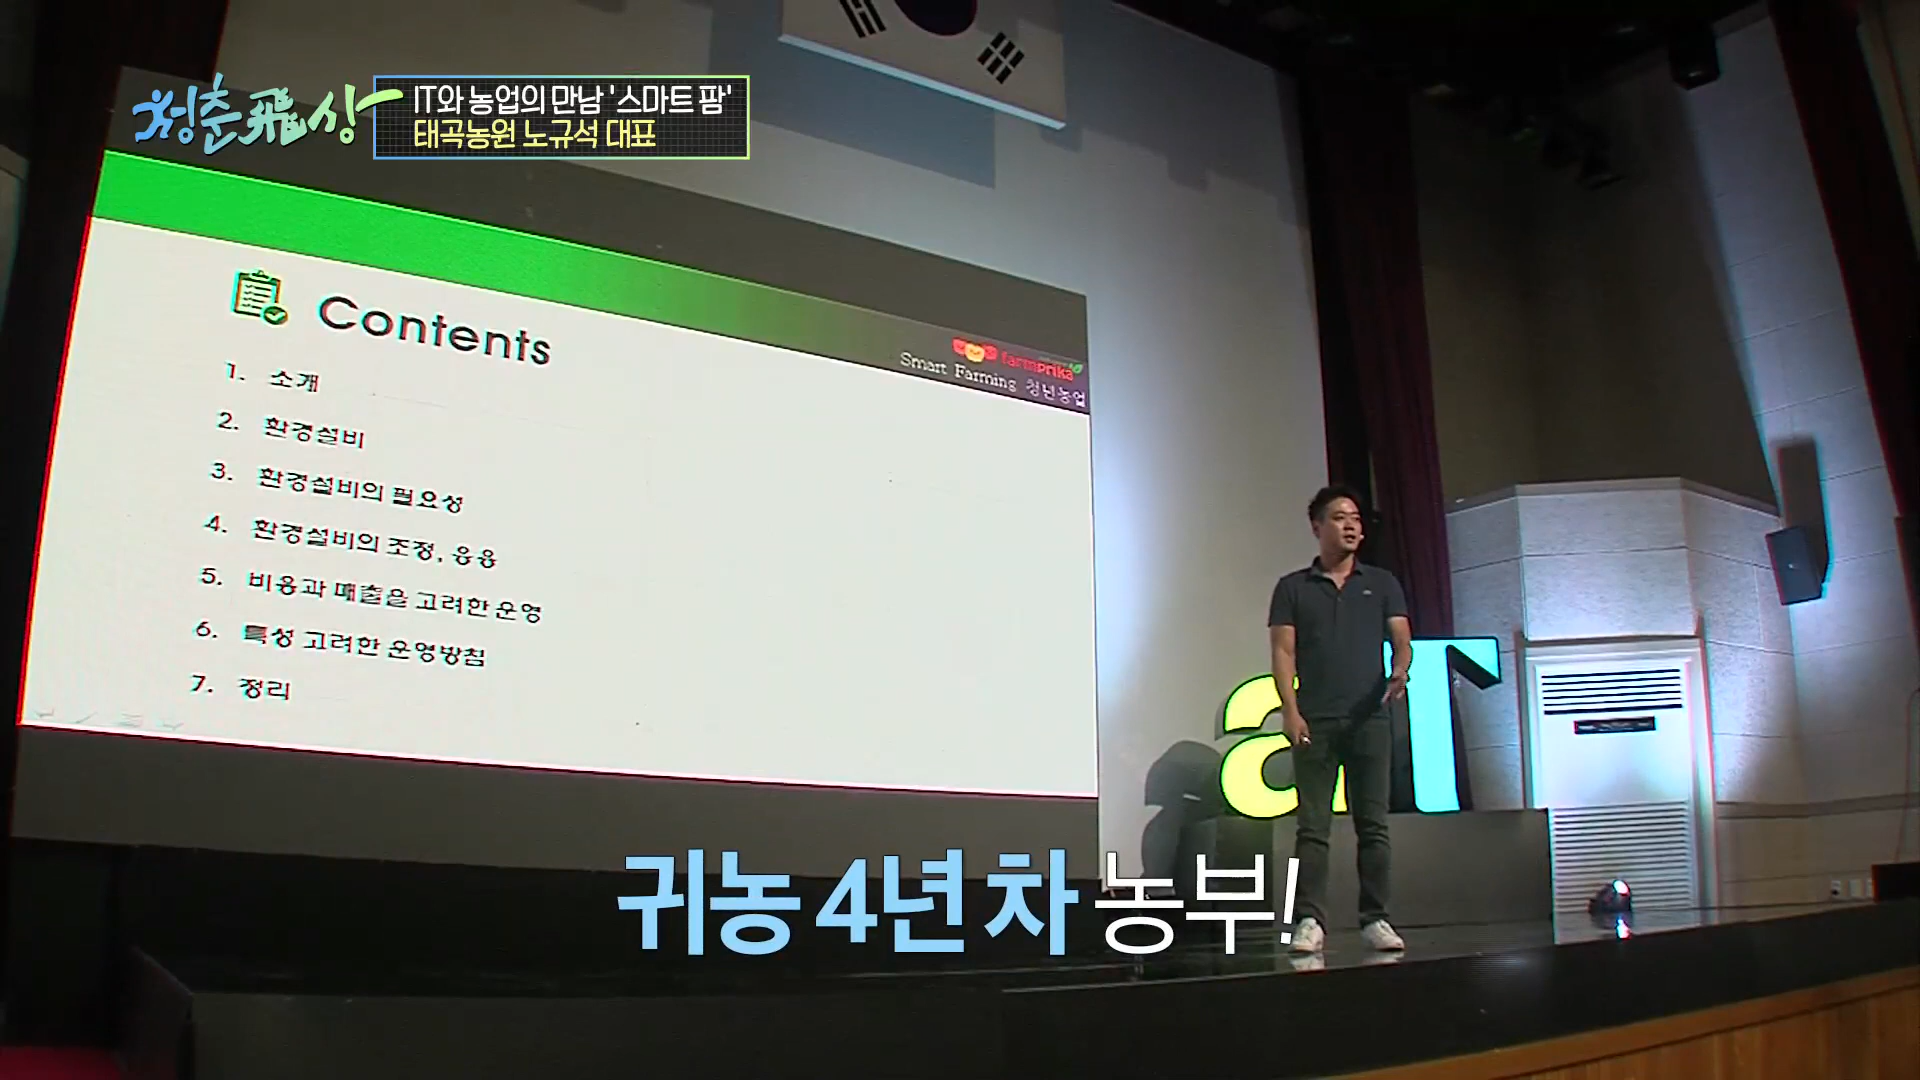 청춘飛상
IT와 농업의 만남 '스마트 팜'
태곡농원 노규석 대표
Contents
farmprika
Smart Farming 청년농업
1. 소개
2. 환경설비
3. 환경설비의 필요성
4. 환경설비의 조정, 응용
5. 비용과 매출을 고려한 운영
6. 특성 고려한 운영방침
7. 정리
aT
귀농 4년 차 농부!